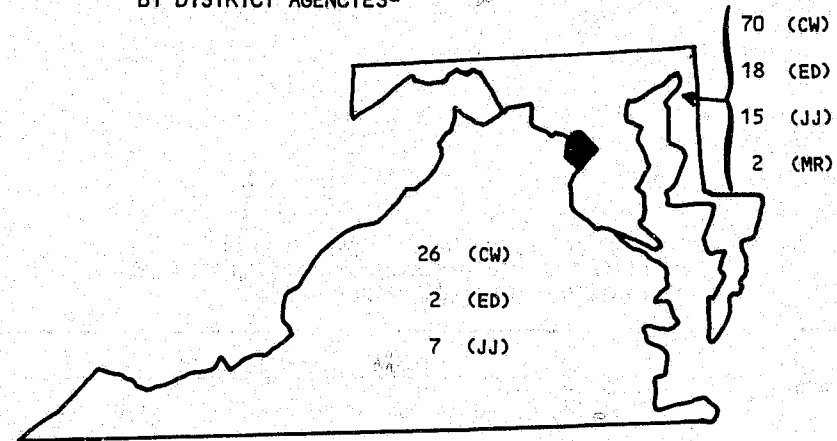 BY DISTRICT AGENCIES
70 (CW)
18 (ED)
15 (JJ)
2 (MR)
26 (CW)
2 (ED)
7 (JJ)